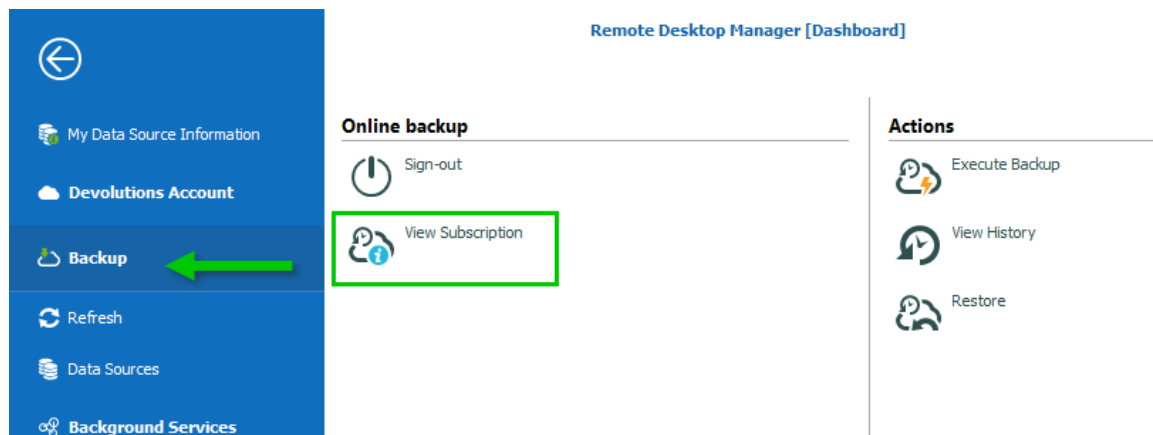 Remote Desktop Manager [Dashboard]
My Data Source Information
Devolutions Account
Backup
Refresh
Data Sources
Background Services
Online backup
Sign-out
View Subscription
Actions
Execute Backup
View History
Restore